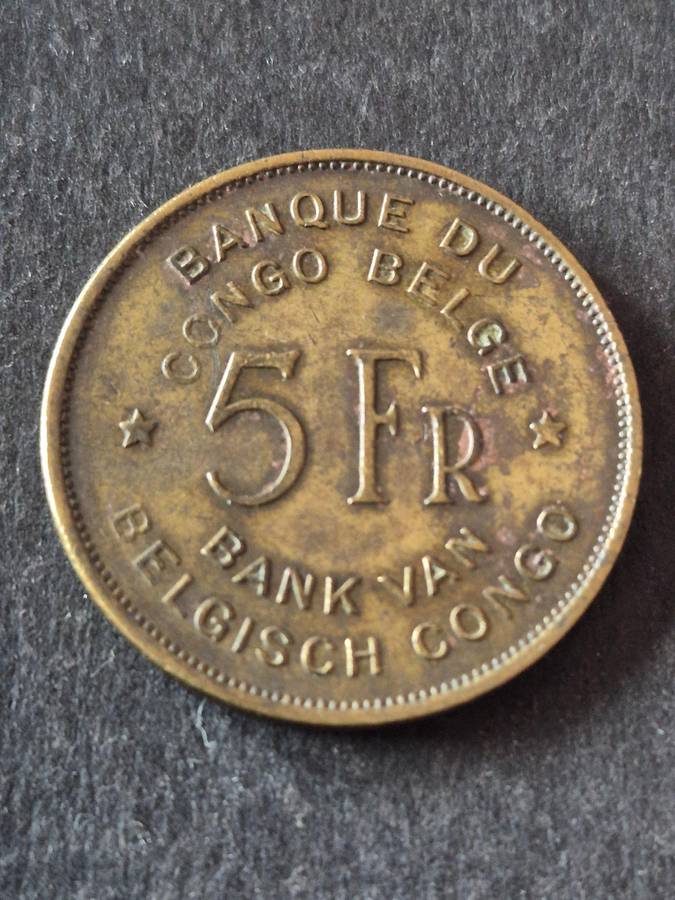 BANQUE DU
CONGO BELGE
5 FR
BANK VAN
BELGISCH CONGO